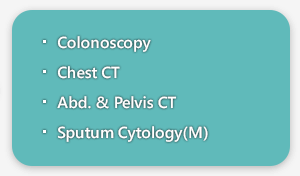 · Colonoscopy
· Chest CT
· Abd. & Pelvis CT
· Sputum Cytology(M)